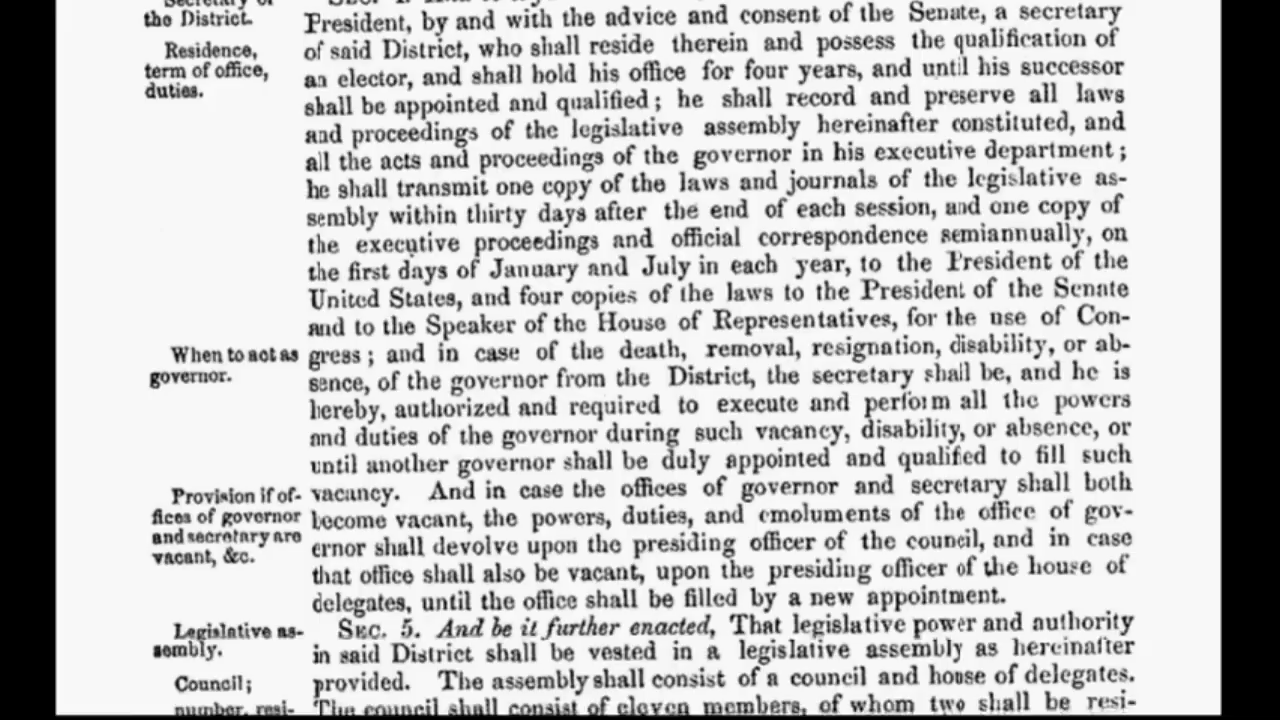 the District.
President, by and with the advice and consent of the Senate, a secretary
Residence,
of said District, who shall reside therein and possess the qualification of
term of office,
an elector, and shall hold his office for four years, and until his successor
duties.
shall be appointed and qualified; he shall record and preserve all laws
and proceedings of the legislative assembly hereinafter constituted, and
all the acts and proceedings of the governor in his executive department;
he shall transmit one copy of the laws and journals of the legislative as-
sembly within thirty days after the end of each session, and one copy of
the executive proceedings and official correspondence semiannually, on
the first days of January and July in each year, to the President of the
United States, and four copies of the laws to the President of the Senate
and to the Speaker of the House of Representatives, for the use of Con-
When to act as
gress; and in case of the death, removal, resignation, disability, or ab-
governor.
sence, of the governor from the District, the secretary shall be, and he is
hereby, authorized and required to execute and perform all the powers
and duties of the governor during such vacancy, disability, or absence, or
until another governor shall be duly appointed and qualified to fill such
Provision if of-
vacancy. And in case the offices of governor and secretary shall both
fices of governor
become vacant, the powers, duties, and emoluments of the office of gov-
and secretary are
ernor shall devolve upon the presiding officer of the council, and in case
vacant, &c.
that office shall also be vacant, upon the presiding officer of the house of
delegates, until the office shall be filled by a new appointment.
Legislative as-
SEC. 5. And be it further enacted, That legislative power and authority
sembly.
in said District shall be vested in a legislative assembly as hereinafter
Council;
provided. The assembly shall consist of a council and house of delegates.
number, resi-
The council shall consist of eleven members, of whom two shall be resi-